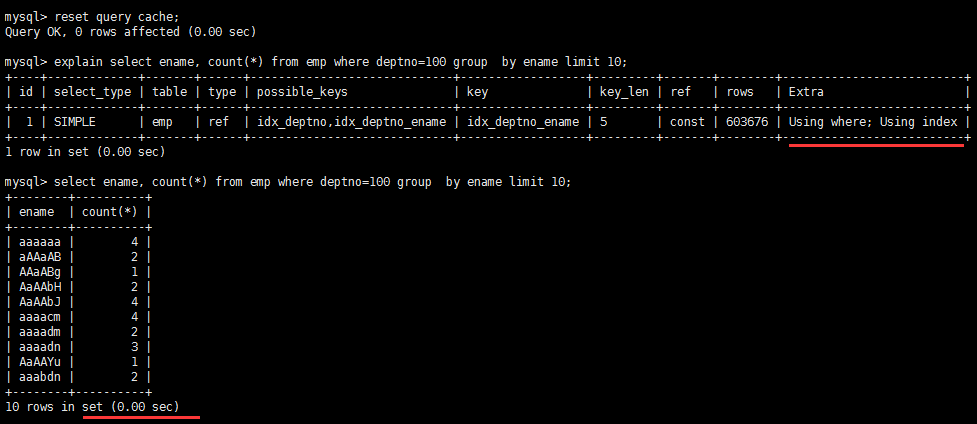 mysql> reset query cache;
Query OK, 0 rows affected (0.00 sec)
mysql> explain select ename, count(*) from emp where deptno=100 group  by ename limit 10;
+----+-------------+-------+------+---------------------------+------------------+---------+-------+--------+--------------------------+
| id | select_type | table | type | possible_keys             | key              | key_len | ref   | rows   | Extra                    |
+----+-------------+-------+------+---------------------------+------------------+---------+-------+--------+--------------------------+
|  1 | SIMPLE      | emp   | ref  | idx_deptno,idx_deptno_ename | idx_deptno_ename | 5       | const | 603676 | Using where; Using index |
+----+-------------+-------+------+---------------------------+------------------+---------+-------+--------+--------------------------+
1 row in set (0.00 sec)
mysql> select ename, count(*) from emp where deptno=100 group  by ename limit 10;
+--------+----------+
| ename  | count(*) |
+--------+----------+
| aaaaaa |        4 |
| aAAaAB |        2 |
| AAaABg |        1 |
| AaAAbH |        2 |
| AaAAbJ |        4 |
| aaaacm |        4 |
| aaaadm |        2 |
| aaaadn |        3 |
| AaAAYu |        1 |
| aaabdn |        2 |
+--------+----------+
10 rows in set (0.00 sec)